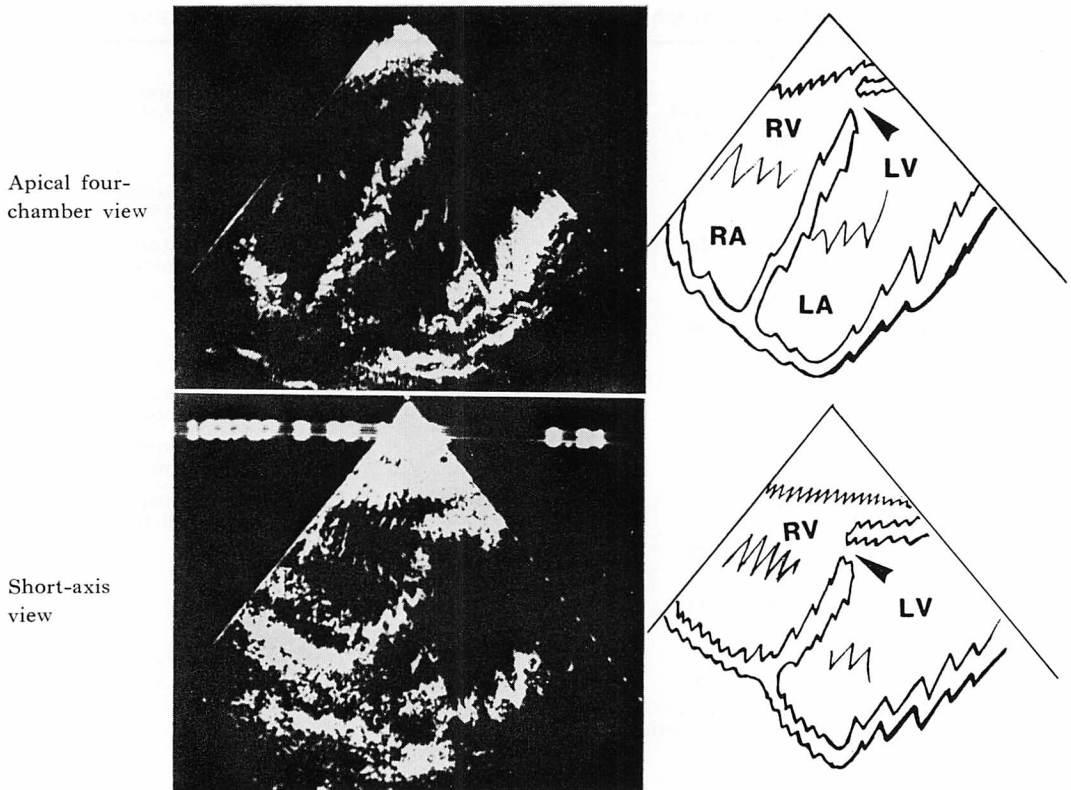 Apical four-
chamber view
RV
LV
RA
LA
Short-axis
view
RV
LV